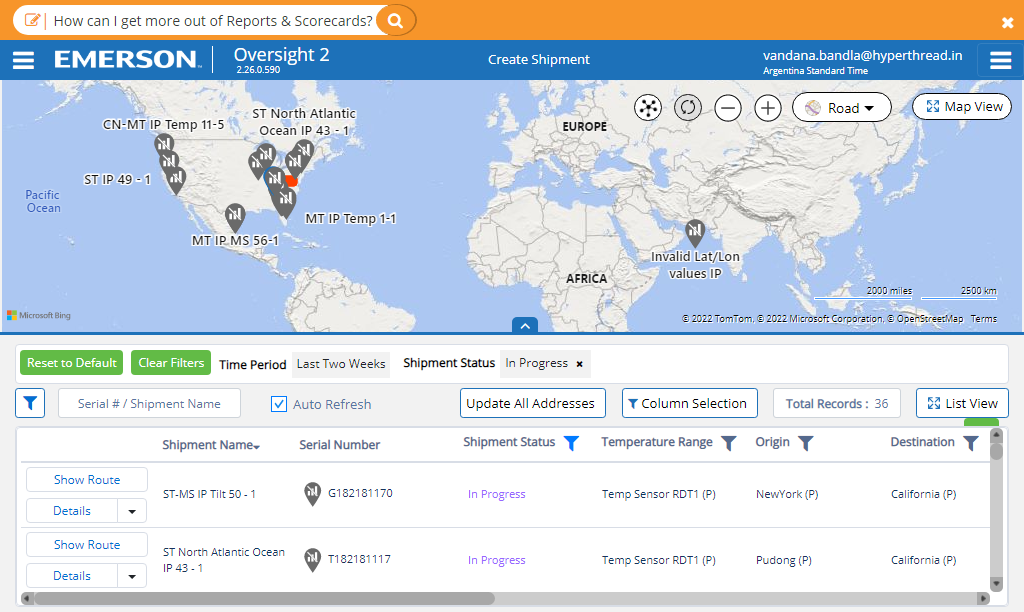 How can I get more out of Reports & Scorecards?
EMERSON
Oversight 2
2.26.0.590
Create Shipment
vandana.bandla@hyperthread.in
Argentina Standard Time
CN-MT IP Temp 11-5
ST North Atlantic
Ocean IP 43 - 1
EUROPE
Road
Map View
ST IP 49 - 1
Pacific
Ocean
MT IP Temp 1-1
MT IP MS 56-1
Invalid Lat/Lon
values IP
AFRICA
2000 miles
2500 km
Microsoft Bing
© 2022 TomTom, © 2022 Microsoft Corporation, © OpenStreetMap Terms
Reset to Default
Clear Filters
Time Period
Last Two Weeks
Shipment Status
In Progress ×
Serial # / Shipment Name
Auto Refresh
Update All Addresses
Column Selection
Total Records : 36
List View
Shipment Name
Serial Number
Shipment Status
Temperature Range
Origin
Destination
Show Route
Details
ST-MS IP Tilt 50 - 1
G182181170
In Progress
Temp Sensor RDT1 (P)
NewYork (P)
California (P)
Show Route
Details
ST North Atlantic Ocean
IP 43 - 1
T182181117
In Progress
Temp Sensor RDT1 (P)
Pudong (P)
California (P)